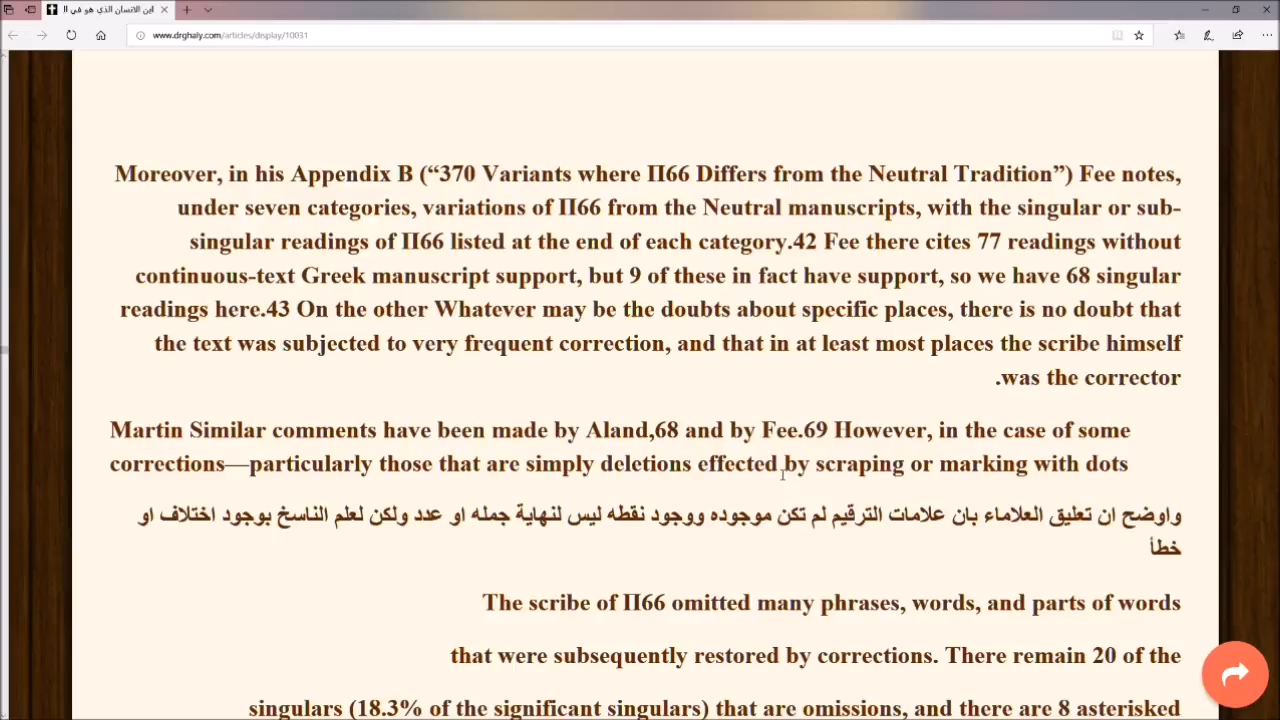 اين الانسان الذي هو في ال
www.drghaly.com/articles/display/10031
Moreover, in his Appendix B (“370 Variants where Π66 Differs from the Neutral Tradition”) Fee notes,
under seven categories, variations of Π66 from the Neutral manuscripts, with the singular or sub-
singular readings of Π66 listed at the end of each category.42 Fee there cites 77 readings without
continuous-text Greek manuscript support, but 9 of these in fact have support, so we have 68 singular
readings here.43 On the other Whatever may be the doubts about specific places, there is no doubt that
the text was subjected to very frequent correction, and that in at least most places the scribe himself
.was the corrector
Martin Similar comments have been made by Aland,68 and by Fee.69 However, in the case of some
corrections—particularly those that are simply deletions effected by scraping or marking with dots
واوضح ان تعليق العلاماء بان علامات الترقيم لم تكن موجوده ووجود نقطه ليس لنهاية جمله او عدد ولكن لعلم الناسخ بوجود اختلاف او
خطأ
The scribe of Π66 omitted many phrases, words, and parts of words
that were subsequently restored by corrections. There remain 20 of the
singulars (18.3% of the significant singulars) that are omissions, and there are 8 asterisked